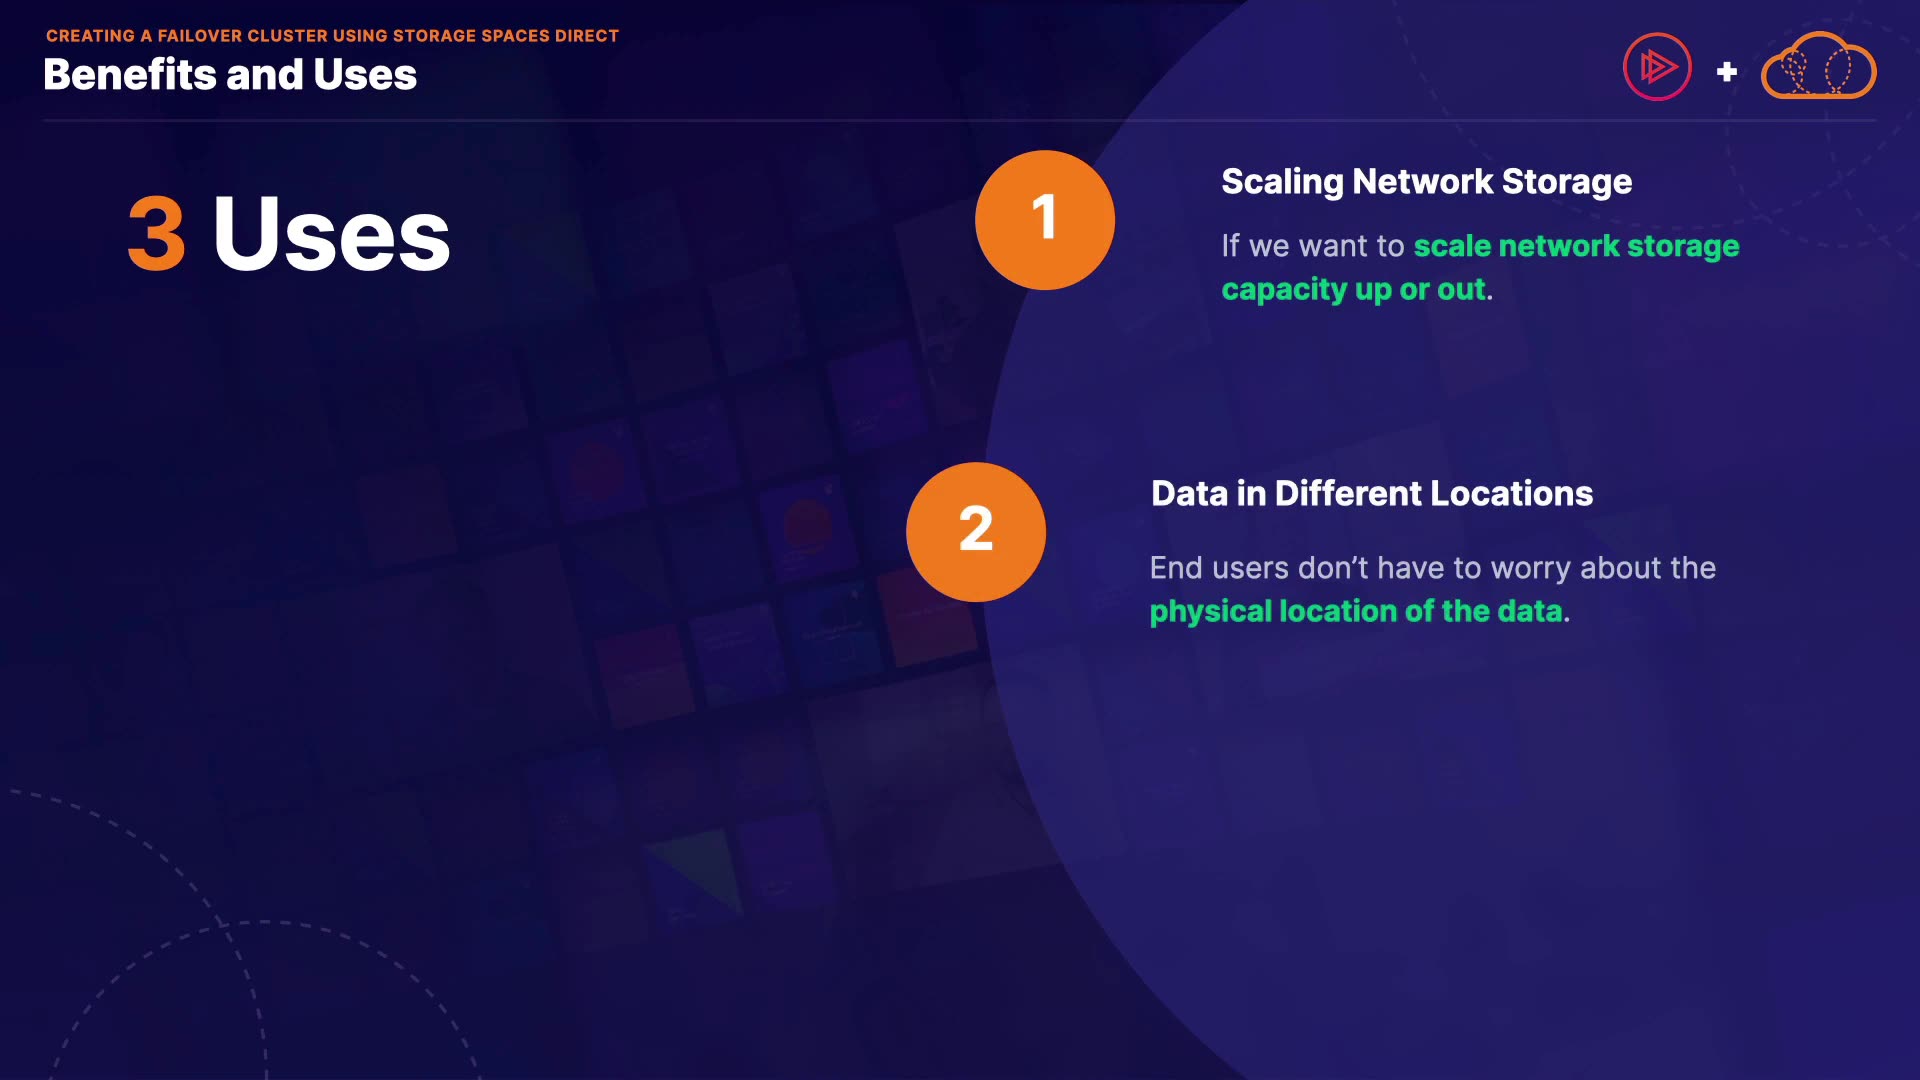 CREATING A FAILOVER CLUSTER USING STORAGE SPACES DIRECT
Benefits and Uses
3 Uses
1
Scaling Network Storage
If we want to scale network storage
capacity up or out.
2
Data in Different Locations
End users don’t have to worry about the
physical location of the data.